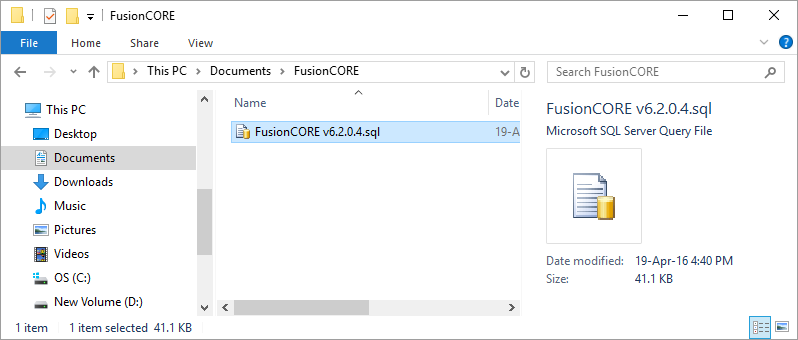 FusionCORE
File Home Share View
This PC Documents FusionCORE Search FusionCORE
This PC
Desktop
Documents
Downloads
Music
Pictures
Videos
OS (C:)
New Volume (D:)
Name Date
FusionCORE v6.2.0.4.sql 19-A
FusionCORE v6.2.0.4.sql
Microsoft SQL Server Query File
Date modified: 19-Apr-16 4:40 PM
Size: 41.1 KB
1 item 1 item selected 41.1 KB